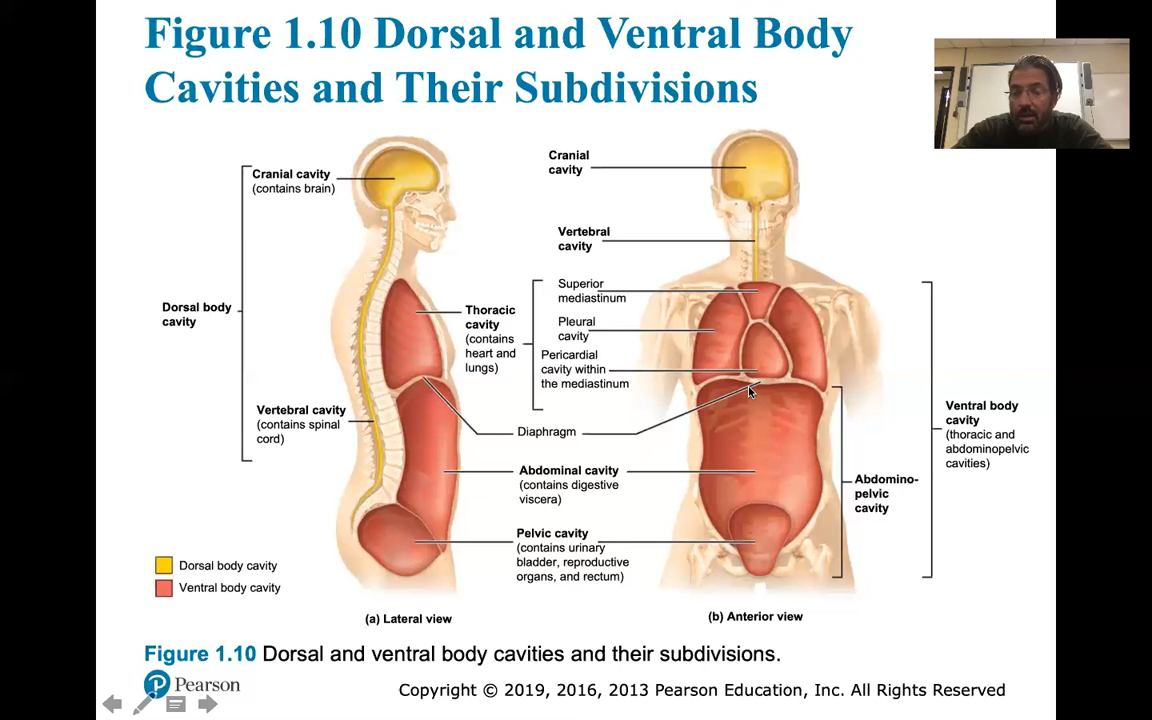 Figure 1.10 Dorsal and Ventral Body
Cavities and Their Subdivisions
Cranial cavity
(contains brain)
Dorsal body
cavity
Vertebral cavity
(contains spinal
cord)
Thoracic
cavity
(contains
heart and
lungs)
Cranial
cavity
Vertebral
cavity
Superior
mediastinum
Pleural
cavity
Pericardial
cavity within
the mediastinum
Diaphragm
Abdominal cavity
(contains digestive
viscera)
Pelvic cavity
(contains urinary
bladder, reproductive
organs, and rectum)
Abdomino-
pelvic
cavity
Ventral body
cavity
(thoracic and
abdominopelvic
cavities)
Dorsal body cavity
Ventral body cavity
(a) Lateral view
(b) Anterior view
Figure 1.10 Dorsal and ventral body cavities and their subdivisions.
P Pearson
Copyright © 2019, 2016, 2013 Pearson Education, Inc. All Rights Reserved